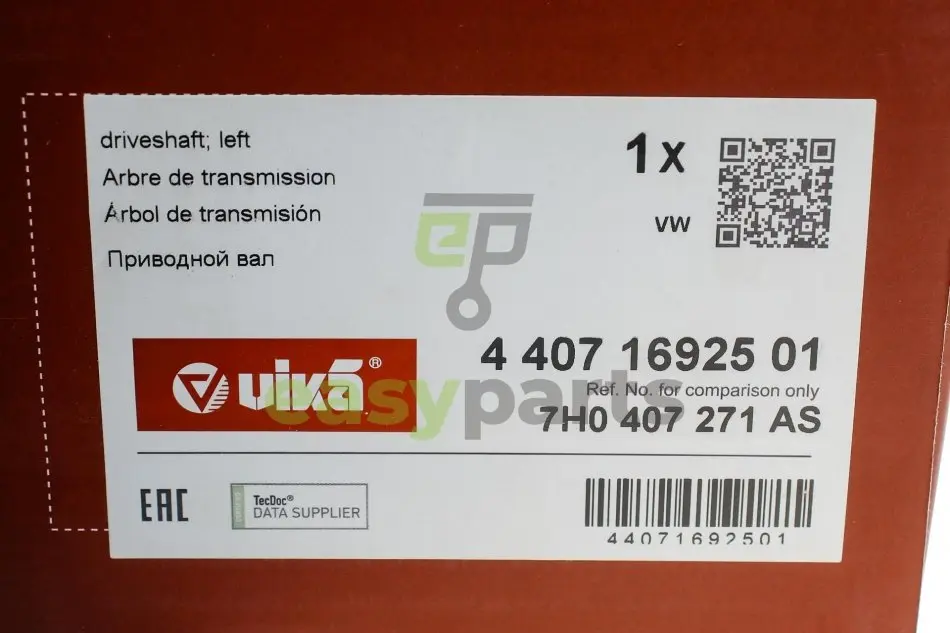 driveshaft; left
Arbre de transmission
Árbol de transmisión
Приводной вал
1x
VW
ep
vika®
easyparts
4 407 16925 01
Ref. No. for comparison only
7H0 407 271 AS
EAC
TecDoc®
DATA SUPPLIER
44071692501